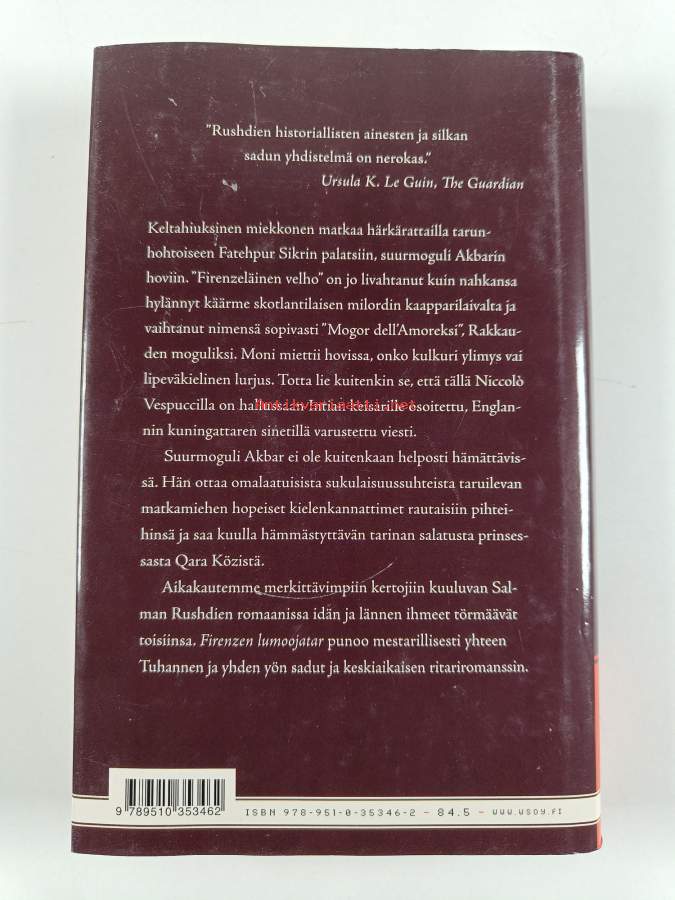 "Rushdien historiallisten ainesten ja silkan
sadun yhdistelmä on nerokas."
Ursula K. Le Guin, The Guardian
Keltahiuksinen miekkonen matkaa härkärattailla tarun-
hohtoiseen Fatehpur Sikrin palatsiin, suurmoguli Akbarin
hoviin. "Firenzeläinen velho" on jo livahtanut kuin nahkansa
hylännyt käärme skotlantilaisen milordin kaapparilaivalta ja
vaihtanut nimensä sopivasti "Mogor dell'Amoreksi", Rakkau-
den moguliksi. Moni miettii hovissa, onko kulkuri ylimys vai
lipeväkielinen lurjus. Totta lie kuitenkin se, että tällä Niccolò
Vespuccilla on hallussaan Intian keisarille osoitettu, Englan-
nin kuningattaren sinetillä varustettu viesti.
Suurmoguli Akbar ei ole kuitenkaan helposti hämättävis-
sä. Hän ottaa omalaatuisista sukulaisuussuhteista taruilevan
matkamiehen hopeiset kielenkannattimet rautaisiin pihtei-
hinsä ja saa kuulla hämmästyttävän tarinan salatusta prinses-
sasta Qara Közistä.
Aikakautemme merkittävimpiin kertojiin kuuluvan Sal-
man Rushdien romaanissa idän ja lännen ihmeet törmäävät
toisiinsa. Firenzen lumoojatar punoo mestarillisesti yhteen
Tuhannen ja yhden yön sadut ja keskiaikaisen ritariromanssin.
9 789510 353462
ISBN 978-951-0-35346-2 – 84.5 – www.wsoy.fi